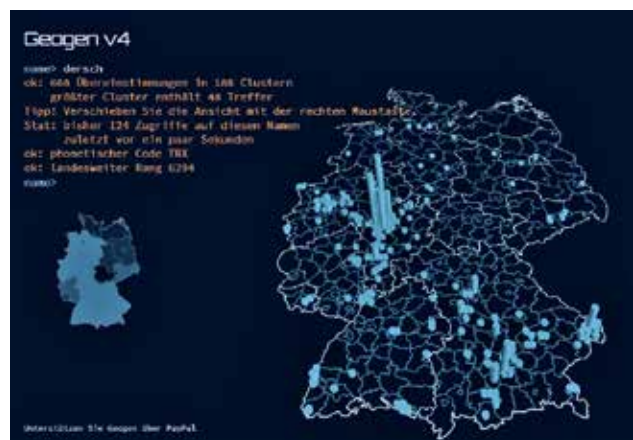 Geogen v4
name> dersch
ok: 666 Übereinstimmungen in 188 Clustern
größter Cluster enthält 44 Treffer
Tipp: Verschieben Sie die Ansicht mit der rechten Maustaste.
Stat: bisher 124 Zugriffe auf diesen Namen
zuletzt vor ein paar Sekunden
ok: phonetischer Code TRX
ok: landesweiter Rang 6294
name>
Unterstützen Sie Geogen über PayPal